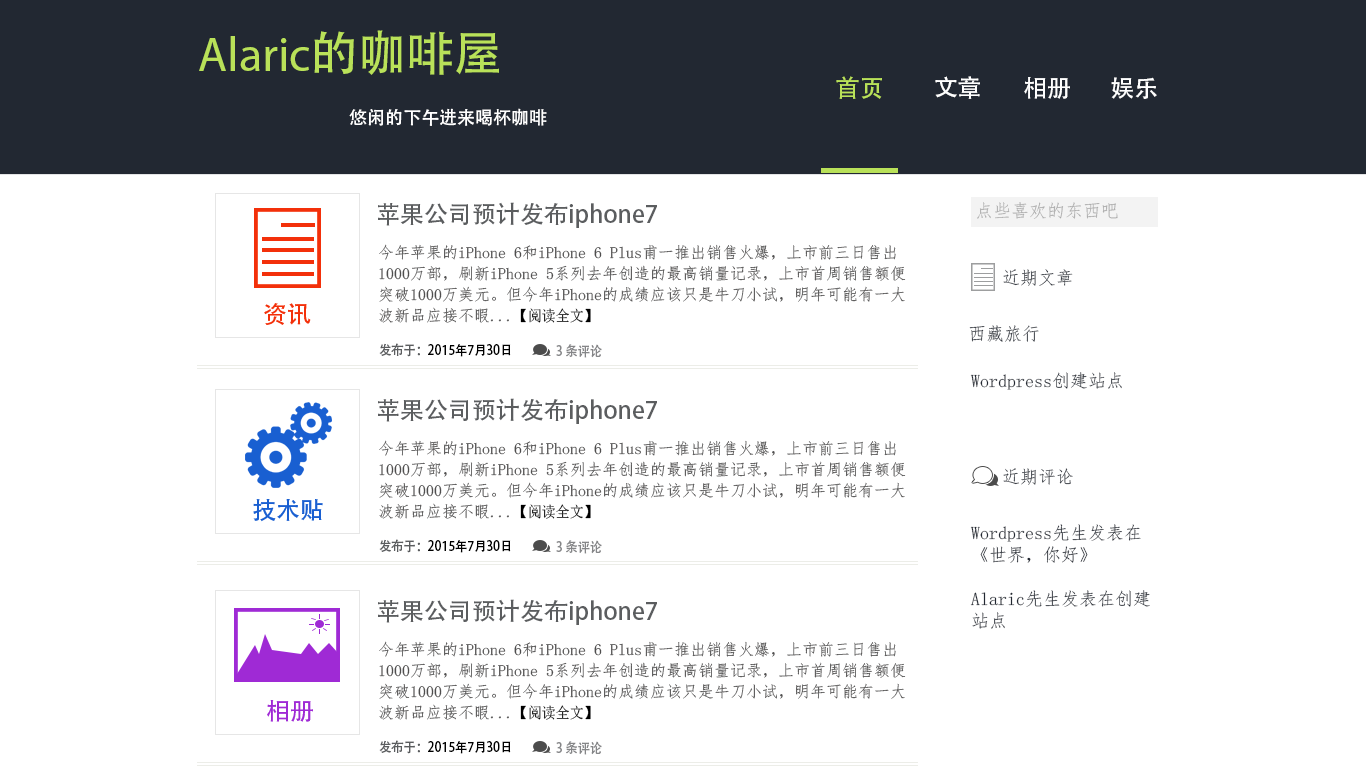 Alaric的咖啡屋
悠闲的下午进来喝杯咖啡
首页 文章 相册 娱乐
资讯
苹果公司预计发布iphone7
今年苹果的iPhone 6和iPhone 6 Plus甫一推出销售火爆，上市前三日售出
1000万部，刷新iPhone 5系列去年创造的最高销量记录，上市首周销售额便
突破1000万美元。但今年iPhone的成绩应该只是牛刀小试，明年可能有一大
波新品应接不暇...【阅读全文】
发布于：2015年7月30日 3 条评论
技术贴
苹果公司预计发布iphone7
今年苹果的iPhone 6和iPhone 6 Plus甫一推出销售火爆，上市前三日售出
1000万部，刷新iPhone 5系列去年创造的最高销量记录，上市首周销售额便
突破1000万美元。但今年iPhone的成绩应该只是牛刀小试，明年可能有一大
波新品应接不暇...【阅读全文】
发布于：2015年7月30日 3 条评论
相册
苹果公司预计发布iphone7
今年苹果的iPhone 6和iPhone 6 Plus甫一推出销售火爆，上市前三日售出
1000万部，刷新iPhone 5系列去年创造的最高销量记录，上市首周销售额便
突破1000万美元。但今年iPhone的成绩应该只是牛刀小试，明年可能有一大
波新品应接不暇...【阅读全文】
发布于：2015年7月30日 3 条评论
点些喜欢的东西吧
近期文章
西藏旅行
Wordpress创建站点
近期评论
Wordpress先生发表在
《世界，你好》
Alaric先生发表在创建
站点